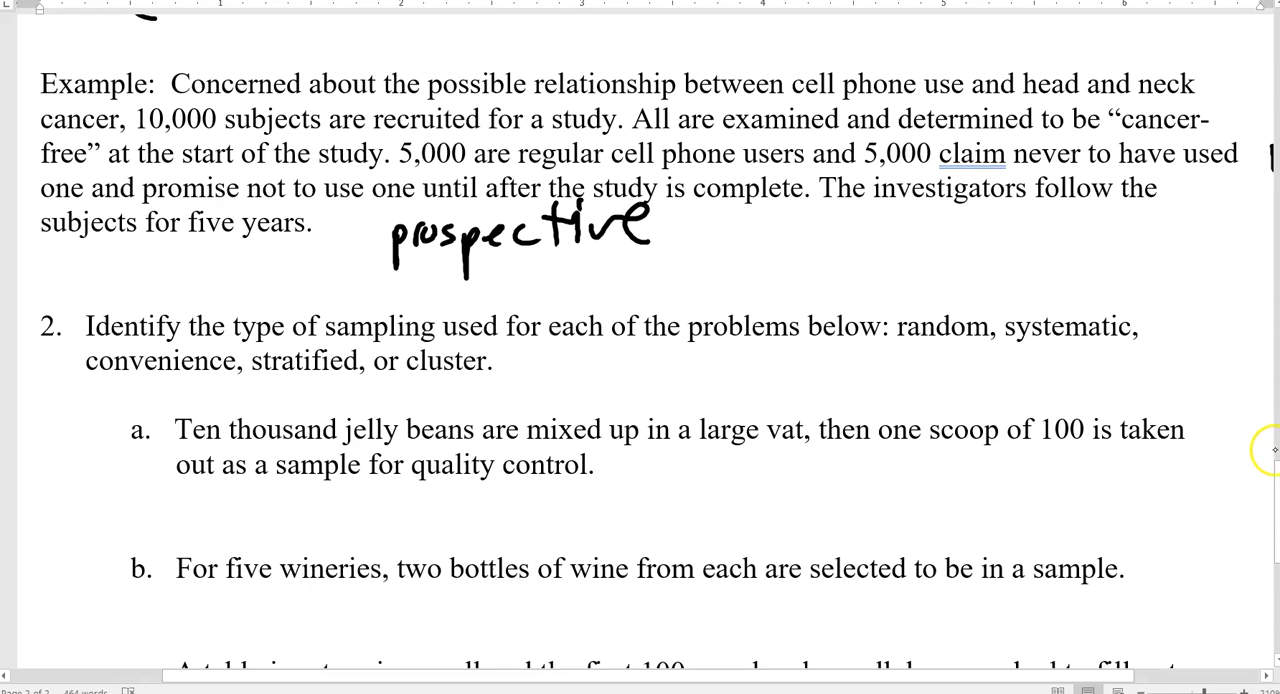 Example: Concerned about the possible relationship between cell phone use and head and neck
cancer, 10,000 subjects are recruited for a study. All are examined and determined to be “cancer-
free” at the start of the study. 5,000 are regular cell phone users and 5,000 claim never to have used
one and promise not to use one until after the study is complete. The investigators follow the
subjects for five years.
prospective
2. Identify the type of sampling used for each of the problems below: random, systematic,
convenience, stratified, or cluster.
a. Ten thousand jelly beans are mixed up in a large vat, then one scoop of 100 is taken
out as a sample for quality control.
b. For five wineries, two bottles of wine from each are selected to be in a sample.
Page 2 of 2 464 words